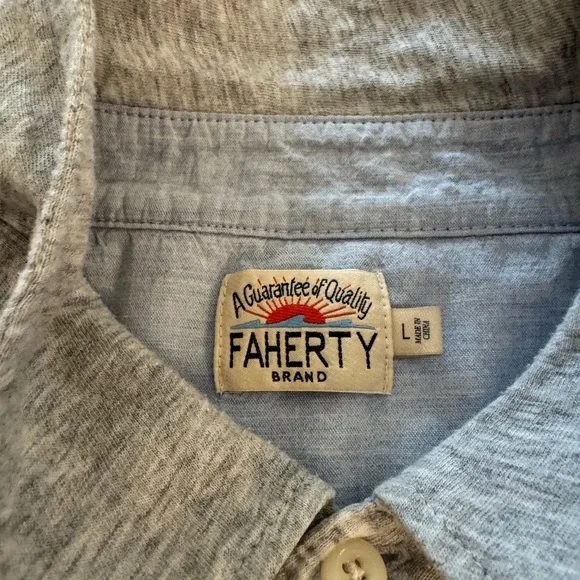 A Guarantee of Quality
FAHERTY
BRAND
L
MADE IN
CHINA